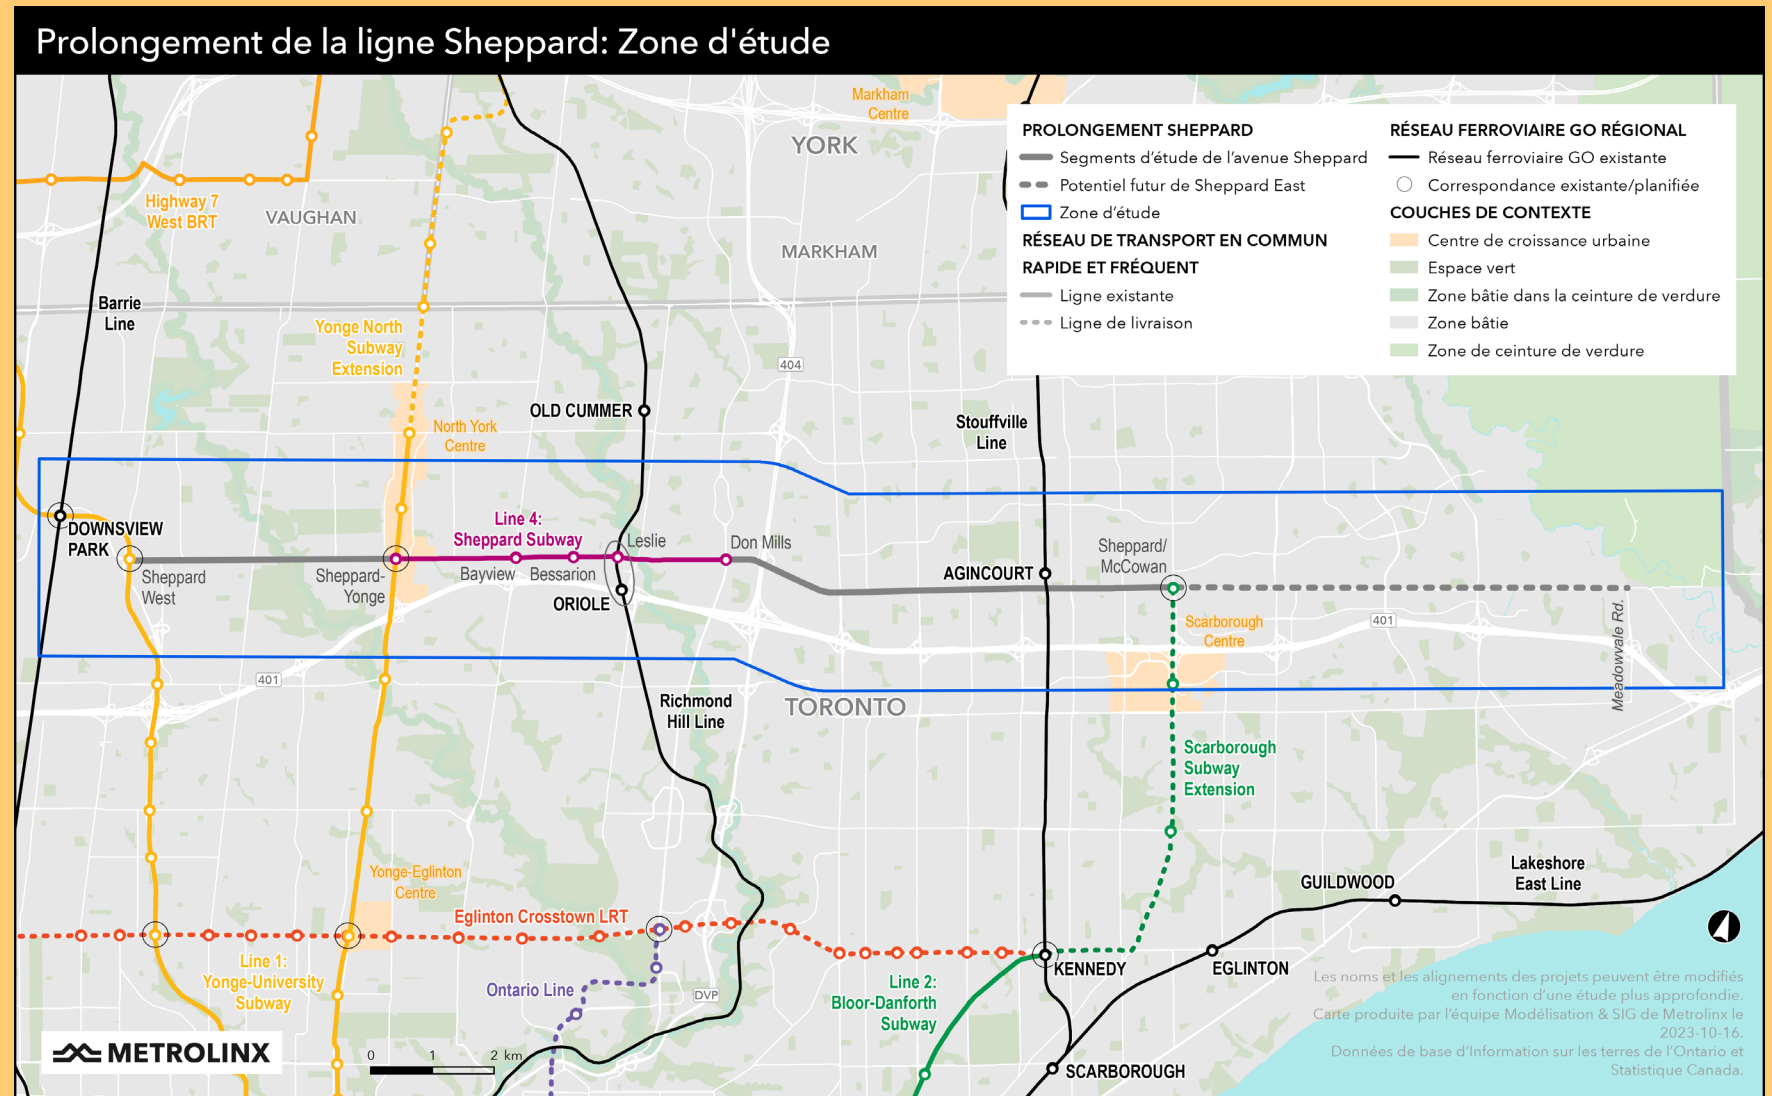 Prolongement de la ligne Sheppard: Zone d'étude
Markham
Centre
YORK
PROLONGEMENT SHEPPARD
Segments d'étude de l'avenue Sheppard
Potentiel futur de Sheppard East
Zone d'étude
RÉSEAU DE TRANSPORT EN COMMUN
RAPIDE ET FRÉQUENT
Ligne existante
Ligne de livraison
RÉSEAU FERROVIAIRE GO RÉGIONAL
Réseau ferroviaire GO existante
Correspondance existante/planifiée
COUCHES DE CONTEXTE
Centre de croissance urbaine
Espace vert
Zone bâtie dans la ceinture de verdure
Zone bâtie
Zone de ceinture de verdure
Highway 7
West BRT
VAUGHAN
MARKHAM
Barrie
Line
Yonge North
Subway
Extension
404
OLD CUMMER
North York
Centre
Stouffville
Line
DOWNSVIEW
PARK
Line 4:
Sheppard Subway
Leslie
Don Mills
Sheppard
West
Sheppard-
Yonge
Bayview
Bessarion
ORIOLE
AGINCOURT
Sheppard/
McCowan
Scarborough
Centre
401
Meadowvale Rd.
401
Richmond
Hill Line
TORONTO
Scarborough
Subway
Extension
Yonge-Eglinton
Centre
Eglinton Crosstown LRT
Lakeshore
East Line
GUILDWOOD
Line 1:
Yonge-University
Subway
Ontario Line
DVP
Line 2:
Bloor-Danforth
Subway
KENNEDY
EGLINTON
SCARBOROUGH
METROLINX
0 1 2 km
Les noms et les alignements des projets peuvent être modifiés
en fonction d'une étude plus approfondie.
Carte produite par l'équipe Modélisation & SIG de Metrolinx le
2023-10-16.
Données de base d'Information sur les terres de l'Ontario et
Statistique Canada.